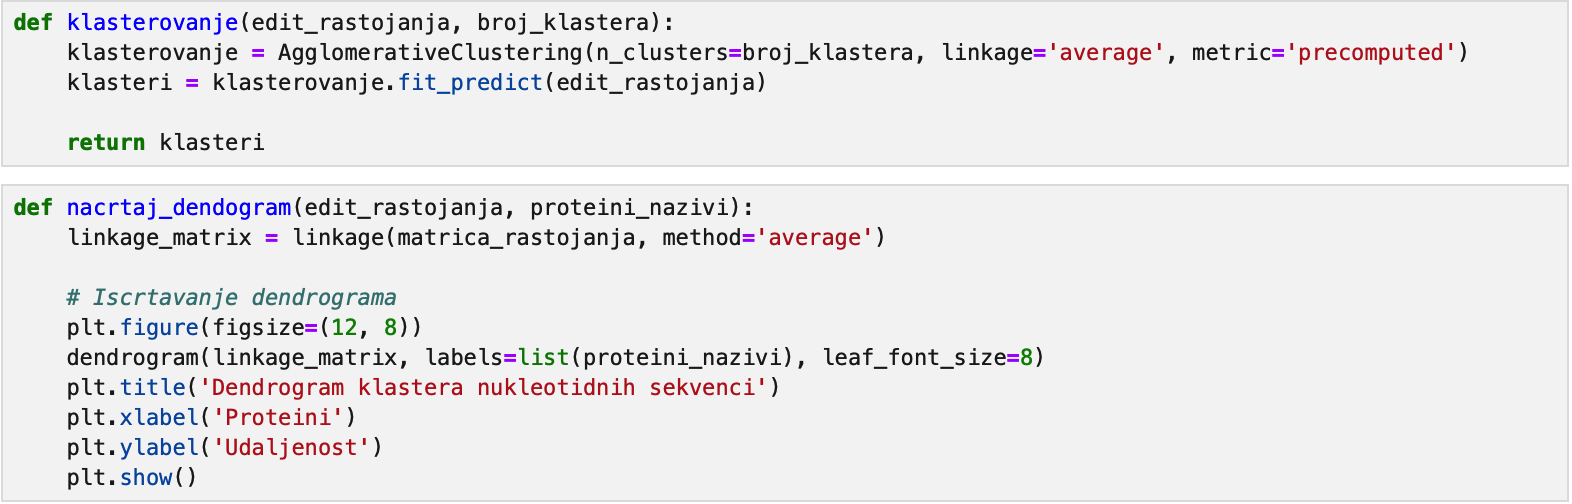 def klasterovanje(edit_rastojanja, broj_klastera):
    klasterovanje = AgglomerativeClustering(n_clusters=broj_klastera, linkage='average', metric='precomputed')
    klasteri = klasterovanje.fit_predict(edit_rastojanja)
    return klasteri
def nacrtaj_dendogram(edit_rastojanja, proteini_nazivi):
    linkage_matrix = linkage(matrica_rastojanja, method='average')
    # Iscrtavanje dendrograma
    plt.figure(figsize=(12, 8))
    dendrogram(linkage_matrix, labels=list(proteini_nazivi), leaf_font_size=8)
    plt.title('Dendrogram klastera nukleotidnih sekvenci')
    plt.xlabel('Proteini')
    plt.ylabel('Udaljenost')
    plt.show()